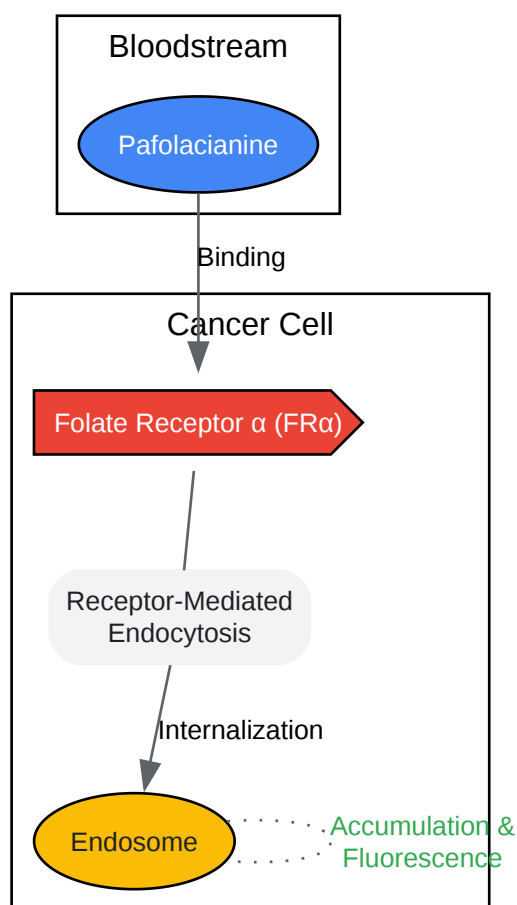 Bloodstream
Pafolacianine
Binding
Cancer Cell
Folate Receptor α (FRα)
Receptor-Mediated
Endocytosis
Internalization
Accumulation &
Fluorescence
Endosome